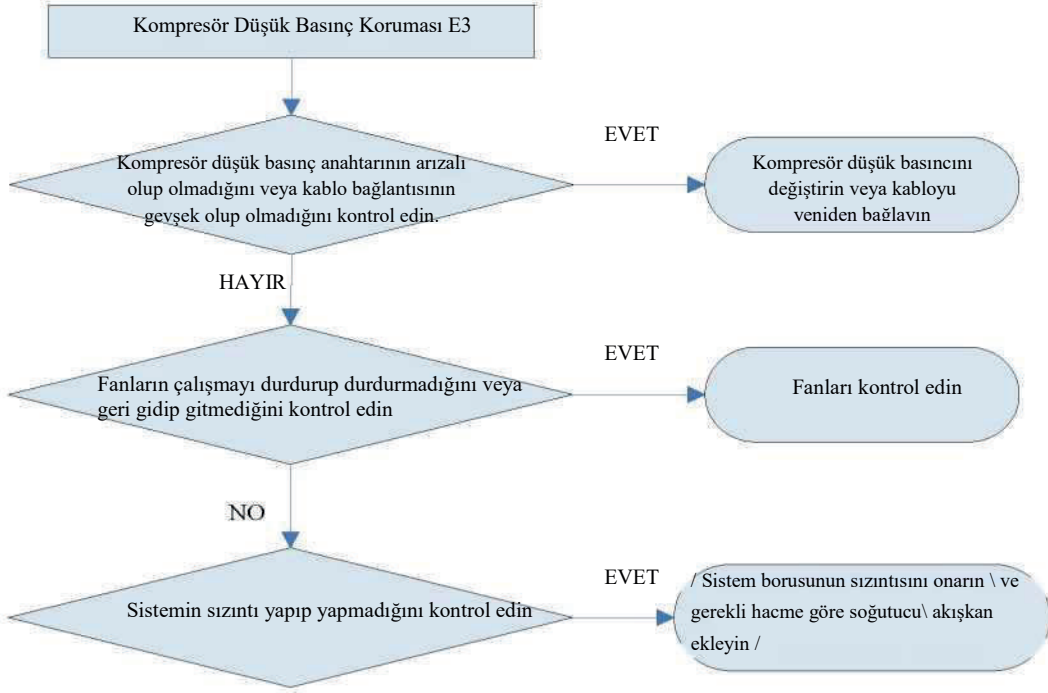 Kompresör Düşük Basınç Koruması E3
EVET
Kompresör düşük basınç anahtarının arızalı
olup olmadığını veya kablo bağlantısının
gevşek olup olmadığını kontrol edin.
Kompresör düşük basıncını
değiştirin veya kabloyu
veniden bağlavın
HAYIR
EVET
Fanların çalışmayı durdurup durdurmadığını veya
geri gidip gitmediğini kontrol edin
Fanları kontrol edin
NO
EVET
Sistemin sızıntı yapıp yapmadığını kontrol edin
/ Sistem borusunun sızıntısını onarın \ ve
gerekli hacme göre soğutucu\ akışkan
ekleyin /